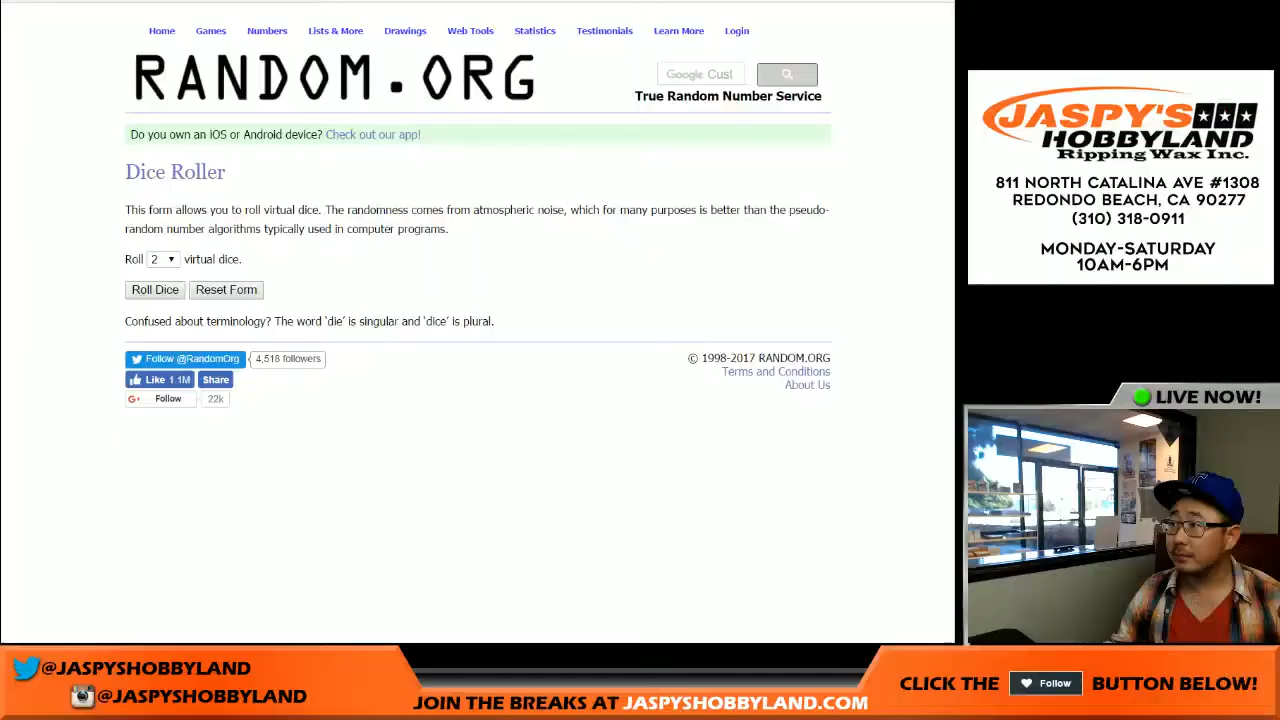 Home Games Numbers Lists & More Drawings Web Tools Statistics Testimonials Learn More Login
RANDOM.ORG
Google Cust
True Random Number Service
Do you own an iOS or Android device? Check out our app!
Dice Roller
This form allows you to roll virtual dice. The randomness comes from atmospheric noise, which for many purposes is better than the pseudo-
random number algorithms typically used in computer programs.
Roll 2 virtual dice.
Roll Dice Reset Form
Confused about terminology? The word 'die' is singular and 'dice' is plural.
Follow @RandomOrg 4,518 followers
Like 1.1M Share
G+ Follow 22k
© 1998-2017 RANDOM.ORG
Terms and Conditions
About Us
JASPY'S
HOBBYLAND
Ripping Wax Inc.
811 NORTH CATALINA AVE #1308
REDONDO BEACH, CA 90277
(310) 318-0911
MONDAY-SATURDAY
10AM-6PM
LIVE NOW!
@JASPYSHOBBYLAND
@JASPYSHOBBYLAND
JOIN THE BREAKS AT JASPYSHOBBYLAND.COM
CLICK THE Follow BUTTON BELOW!